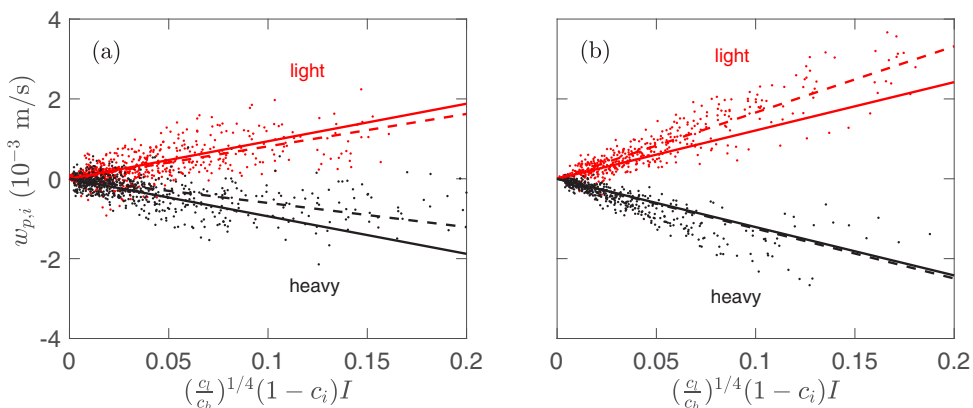 4
2
0
-2
-4
w_{p,i} (10^{-3} m/s)
(a)
light
heavy
0 0.05 0.1 0.15 0.2
(\frac{c_l}{c_h})^{1/4}(1 − c_i)I
(b)
light
heavy
0 0.05 0.1 0.15 0.2
(\frac{c_l}{c_h})^{1/4}(1 − c_i)I